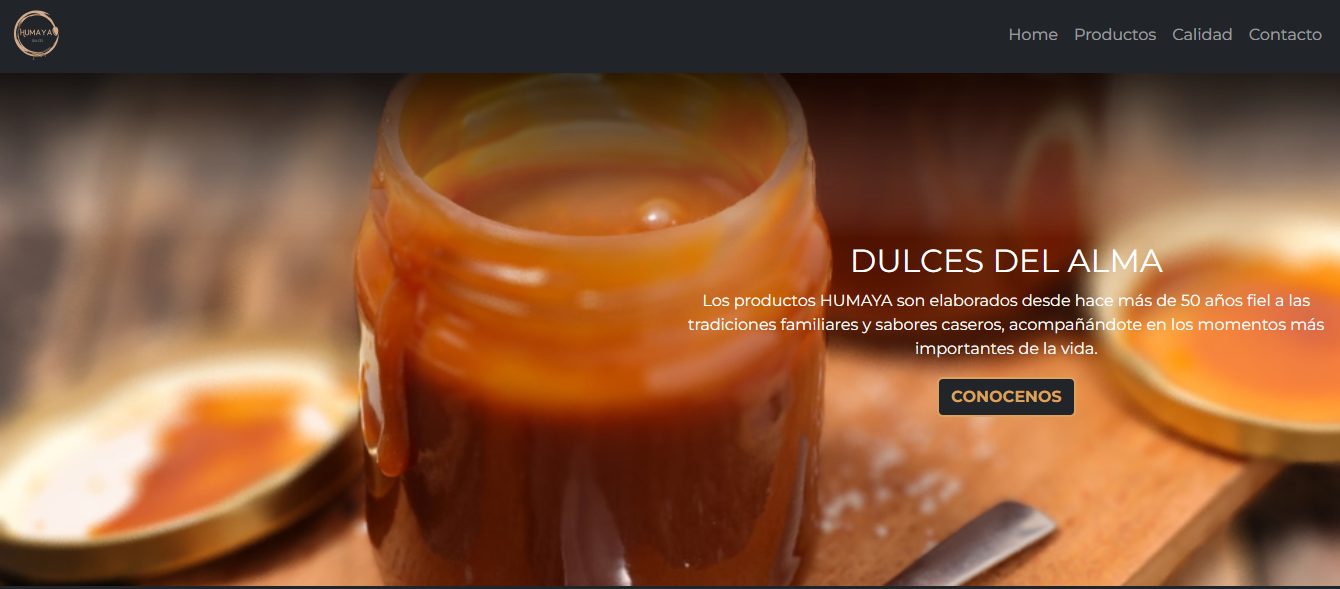 HUMAYA
Home Productos Calidad Contacto
DULCES DEL ALMA
Los productos HUMAYA son elaborados desde hace más de 50 años fiel a las
tradiciones familiares y sabores caseros, acompañándote en los momentos más
importantes de la vida.
CONOCENOS